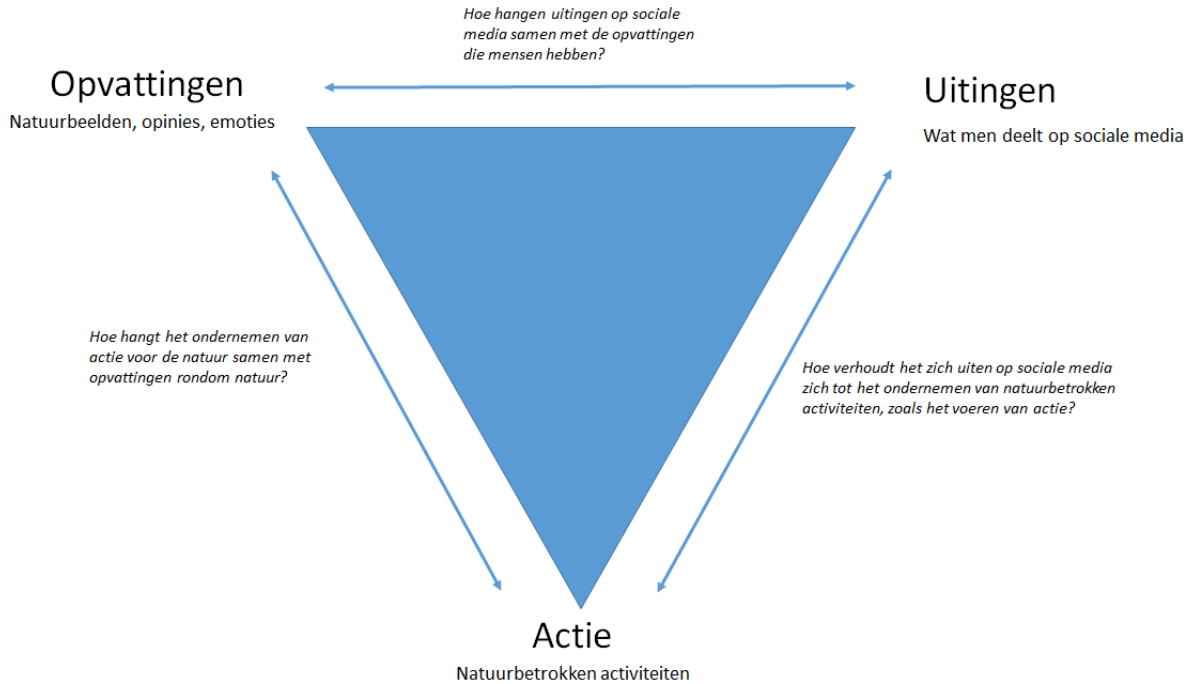 Hoe hangen uitingen op sociale
media samen met de opvattingen
die mensen hebben?
Opvattingen
Natuurbeelden, opinies, emoties
Uitingen
Wat men deelt op sociale media
Hoe hangt het ondernemen van
actie voor de natuur samen met
opvattingen rondom natuur?
Hoe verhoudt het zich uiten op sociale media
zich tot het ondernemen van natuurbetrokken
activiteiten, zoals het voeren van actie?
Actie
Natuurbetrokken activiteiten